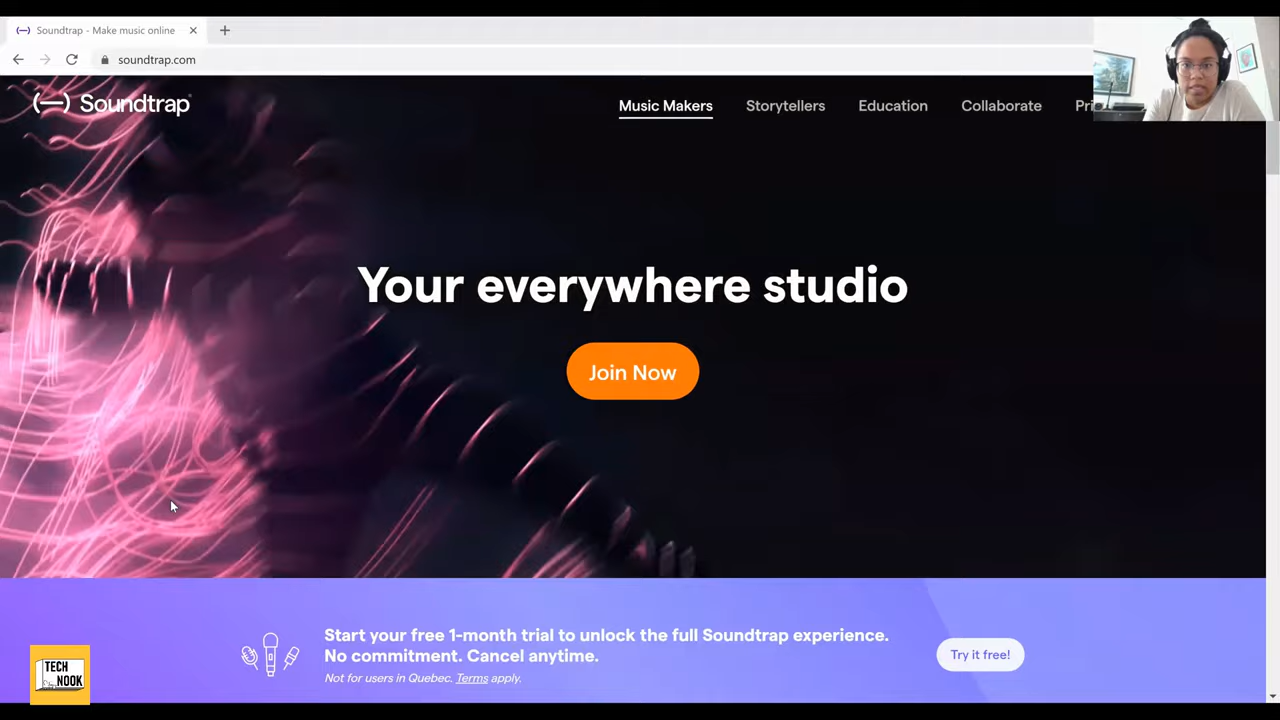 Soundtrap - Make music online
soundtrap.com
Soundtrap
Music Makers
Storytellers
Education
Collaborate
Your everywhere studio
Join Now
Start your free 1-month trial to unlock the full Soundtrap experience.
No commitment. Cancel anytime.
Not for users in Quebec. Terms apply.
Try it free!
TECH
NOOK